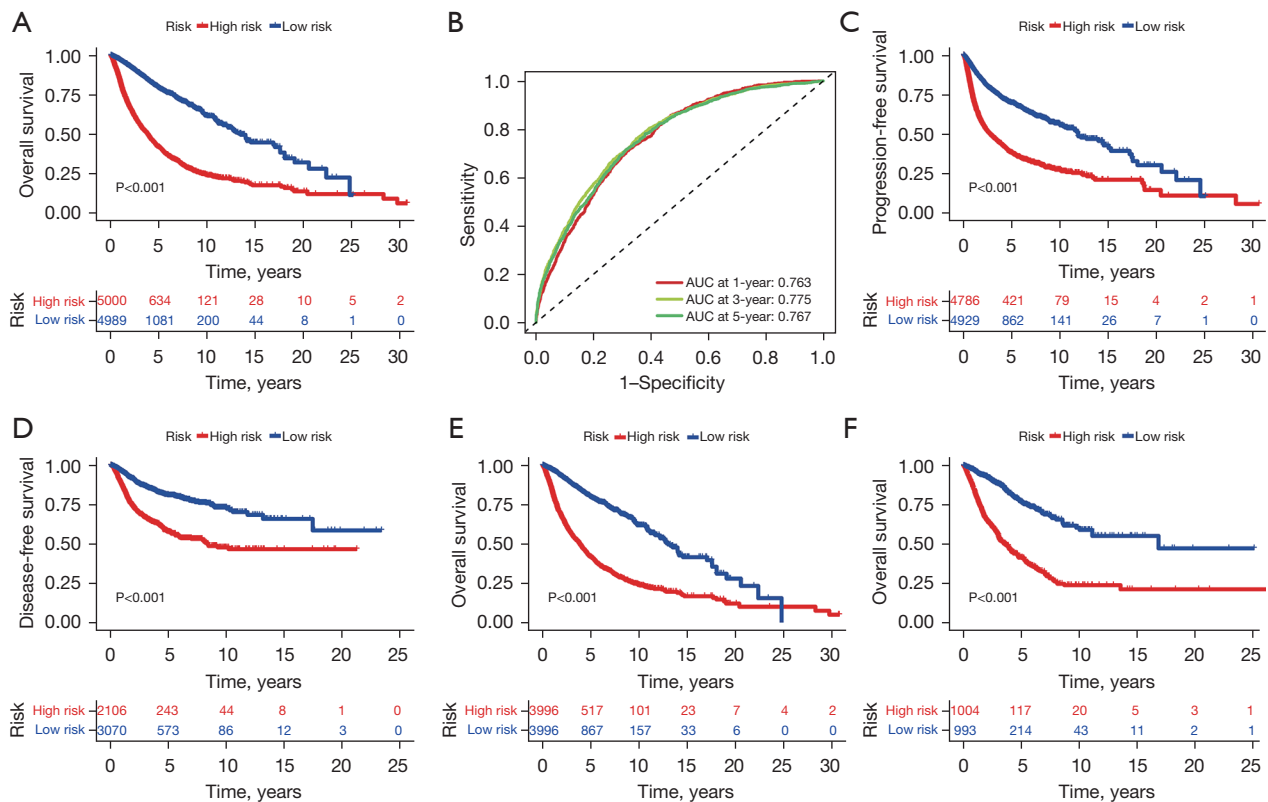 A
Risk High risk Low risk
Overall survival
1.00
0.75
0.50
0.25
0.00
P<0.001
0 5 10 15 20 25 30
Time, years
Risk
High risk 5000 634 121 28 10 5 2
Low risk 4989 1081 200 44 8 1 0
0 5 10 15 20 25 30
Time, years
B
Sensitivity
1.0
0.8
0.6
0.4
0.2
0.0
AUC at 1-year: 0.763
AUC at 3-year: 0.775
AUC at 5-year: 0.767
0.0 0.2 0.4 0.6 0.8 1.0
1–Specificity
C
Risk High risk Low risk
Progression-free survival
1.00
0.75
0.50
0.25
0.00
P<0.001
0 5 10 15 20 25 30
Time, years
Risk
High risk 4786 421 79 15 4 2 1
Low risk 4929 862 141 26 7 1 0
0 5 10 15 20 25 30
Time, years
D
Risk High risk Low risk
Disease-free survival
1.00
0.75
0.50
0.25
0.00
P<0.001
0 5 10 15 20 25
Time, years
Risk
High risk 2106 243 44 8 1 0
Low risk 3070 573 86 12 3 0
0 5 10 15 20 25
Time, years
E
Risk High risk Low risk
Overall survival
1.00
0.75
0.50
0.25
0.00
P<0.001
0 5 10 15 20 25 30
Time, years
Risk
High risk 3996 517 101 23 7 4 2
Low risk 3996 867 157 33 6 0 0
0 5 10 15 20 25 30
Time, years
F
Risk High risk Low risk
Overall survival
1.00
0.75
0.50
0.25
0.00
P<0.001
0 5 10 15 20 25
Time, years
Risk
High risk 1004 117 20 5 3 1
Low risk 993 214 43 11 2 1
0 5 10 15 20 25
Time, years